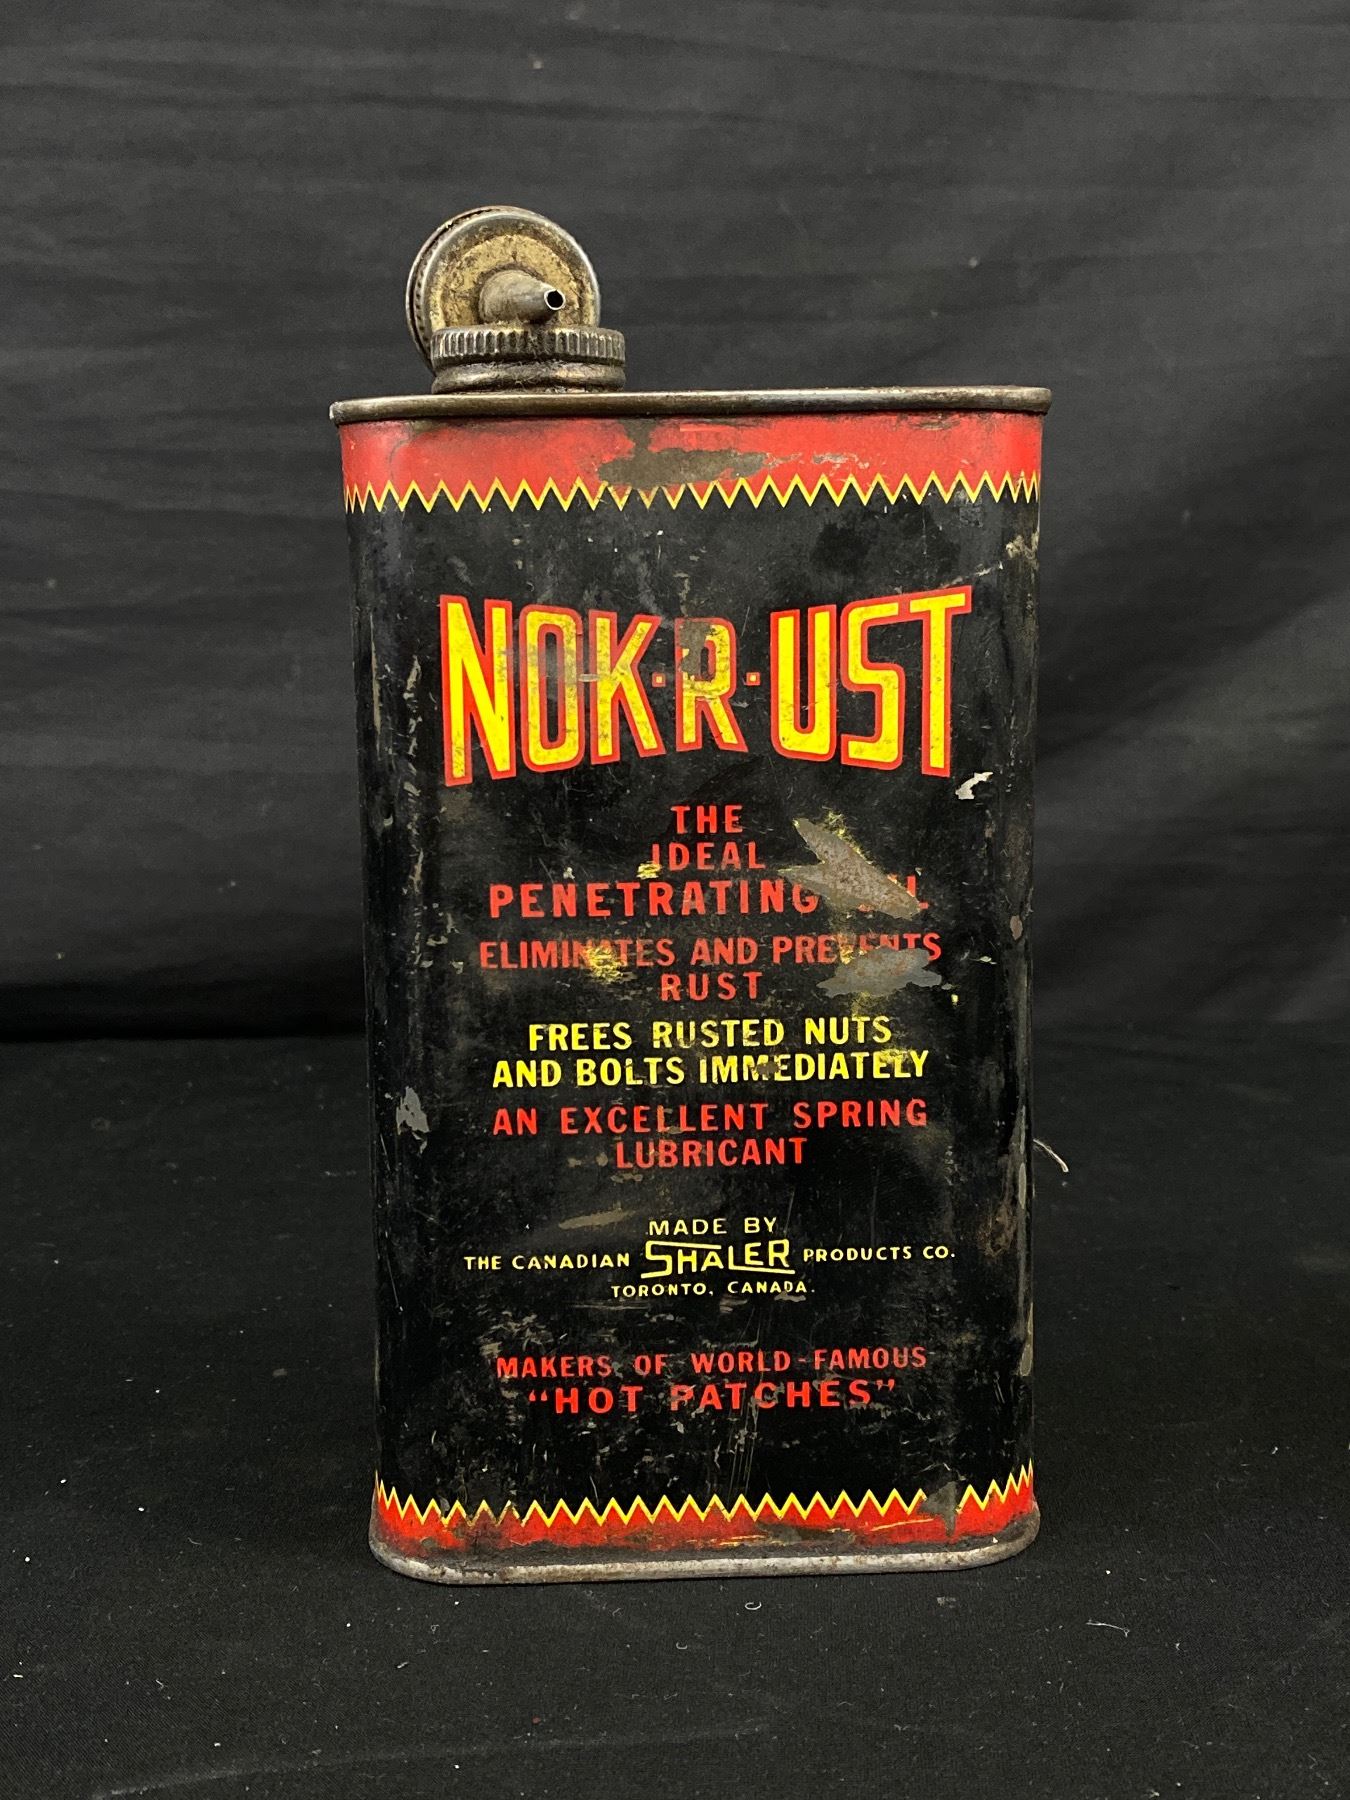 NOK·R·UST
THE
IDEAL
PENETRATING
ELIMINATES AND PREVENTS
RUST
FREES RUSTED NUTS
AND BOLTS IMMEDIATELY
AN EXCELLENT SPRING
LUBRICANT
MADE BY
THE CANADIAN SHALER PRODUCTS CO.
TORONTO, CANADA.
MAKERS OF WORLD-FAMOUS
"HOT PATCHES"